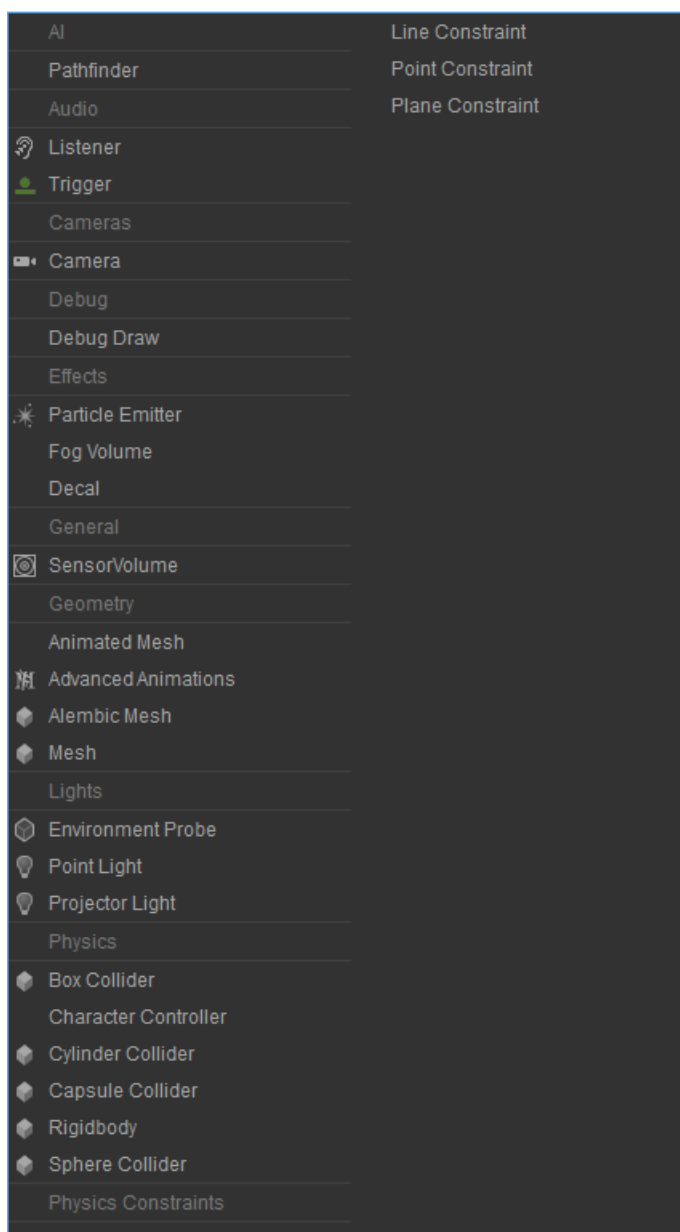 AI
Pathfinder
Audio
Listener
Trigger
Cameras
Camera
Debug
Debug Draw
Effects
Particle Emitter
Fog Volume
Decal
General
SensorVolume
Geometry
Animated Mesh
Advanced Animations
Alembic Mesh
Mesh
Lights
Environment Probe
Point Light
Projector Light
Physics
Box Collider
Character Controller
Cylinder Collider
Capsule Collider
Rigidbody
Sphere Collider
Physics Constraints
Line Constraint
Point Constraint
Plane Constraint